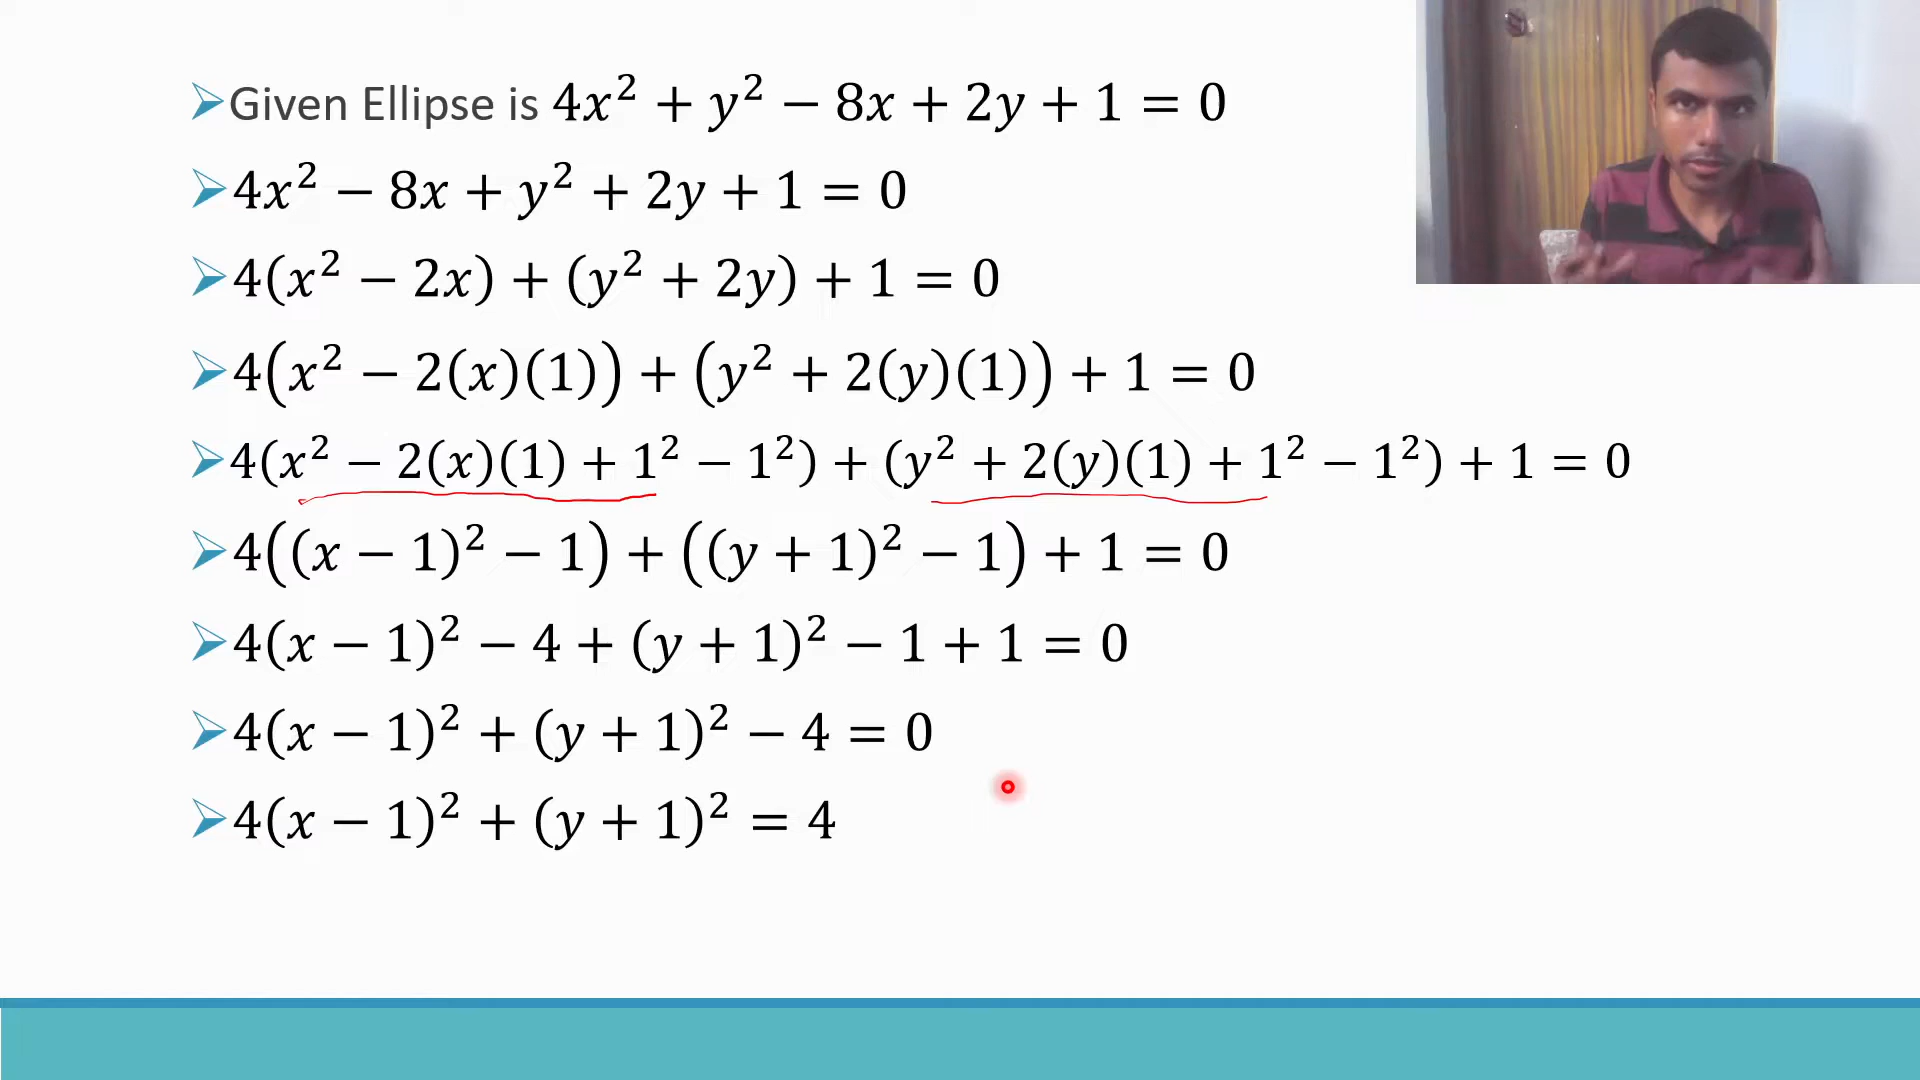 Given Ellipse is 4x² + y² − 8x + 2y + 1 = 0
4x² − 8x + y² + 2y + 1 = 0
4(x² − 2x) + (y² + 2y) + 1 = 0
4(x² − 2(x)(1)) + (y² + 2(y)(1)) + 1 = 0
4(x² − 2(x)(1) + 1² − 1²) + (y² + 2(y)(1) + 1² − 1²) + 1 = 0
4((x − 1)² − 1) + ((y + 1)² − 1) + 1 = 0
4(x − 1)² − 4 + (y + 1)² − 1 + 1 = 0
4(x − 1)² + (y + 1)² − 4 = 0
4(x − 1)² + (y + 1)² = 4